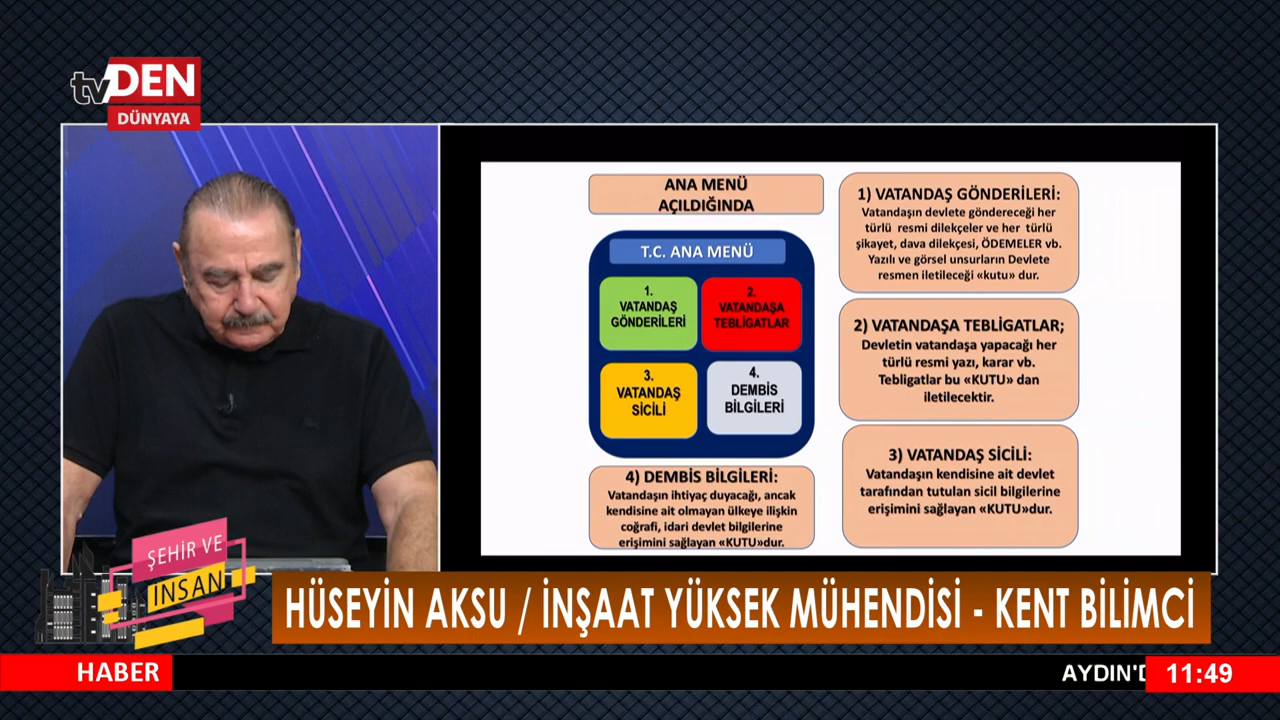 tvDEN
DÜNYAYA
ANA MENÜ
AÇILDIĞINDA
T.C. ANA MENÜ
1.
VATANDAŞ
GÖNDERİLERİ
2.
VATANDAŞA
TEBLİGATLAR
3.
VATANDAŞ
SİCİLİ
4.
DEMBİS
BİLGİLERİ
4) DEMBİS BİLGİLERİ:
Vatandaşın ihtiyaç duyacağı, ancak
kendisine ait olmayan ülkeye ilişkin
coğrafi, idari devlet bilgilerine
erişimini sağlayan «KUTU»dur.
1) VATANDAŞ GÖNDERİLERİ:
Vatandaşın devlete göndereceği her
türlü resmi dilekçeler ve her türlü
şikayet, dava dilekçesi, ÖDEMELER vb.
Yazılı ve görsel unsurların Devlete
resmen iletileceği «kutu» dur.
2) VATANDAŞA TEBLİGATLAR;
Devletin vatandaşa yapacağı her
türlü resmi yazı, karar vb.
Tebligatlar bu «KUTU» dan
iletilecektir.
3) VATANDAŞ SİCİLİ:
Vatandaşın kendisine ait devlet
tarafından tutulan sicil bilgilerine
erişimini sağlayan «KUTU»dur.
ŞEHİR VE
İNSAN
HÜSEYİN AKSU / İNŞAAT YÜKSEK MÜHENDİSİ - KENT BİLİMCİ
HABER
AYDIN'D
11:49